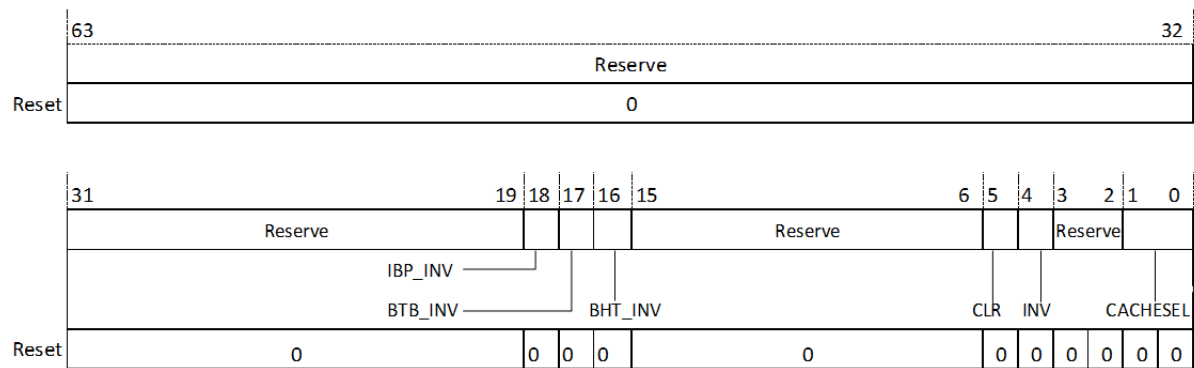 63 32
Reserve
Reset 0
31 19 18 17 16 15 6 5 4 3 2 1 0
Reserve Reserve Reserve
IBP_INV
BTB_INV BHT_INV CLR INV CACHESEL
Reset 0 0 0 0 0 0 0 0 0 0 0